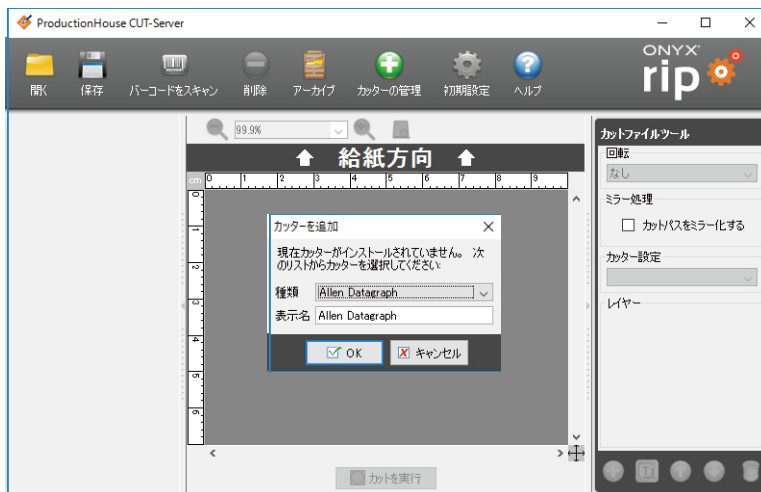 ProductionHouse CUT-Server
開く
保存
バーコードをスキャン
削除
アーカイブ
カッターの管理
初期設定
ヘルプ
ONYX
rip
99.9%
給紙方向
cm
0 1 2 3 4 5 6 7 8 9
0
1
2
3
4
5
6
カッターを追加
現在カッターがインストールされていません。 次
のリストからカッターを選択してください:
種類 Allen Datagraph
表示名 Allen Datagraph
OK
キャンセル
カットを実行
カットファイルツール
回転
なし
ミラー処理
カットパスをミラー化する
カッター設定
レイヤー